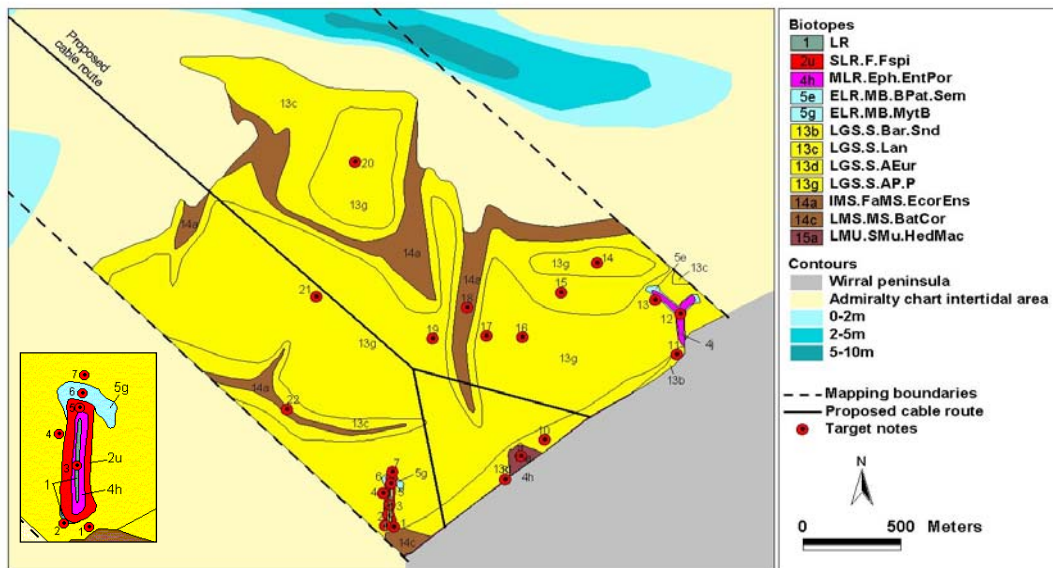 Proposed
cable route
13c
20
13g
14a
14a
14a
13g
14
5e
13c
15
13
12
21
18
19
17
16
13g
13g
4j
11
13b
14a
22
13c
10
8
13g
4h
7
6
5g
4
5
3
2
1
14c
7
6
5g
5
4
3
2u
1
4h
2
1
Biotopes
1 LR
2u SLR.F.Fspi
4h MLR.Eph.EntPor
5e ELR.MB.BPat.Sem
5g ELR.MB.MytB
13b LGS.S.Bar.Snd
13c LGS.S.Lan
13d LGS.S.AEur
13g LGS.S.AP.P
14a IMS.FaMS.EcorEns
14c LMS.MS.BatCor
15a LMU.SMu.HedMac
Contours
Wirral peninsula
Admiralty chart intertidal area
0-2m
2-5m
5-10m
Mapping boundaries
Proposed cable route
Target notes
N
0 500 Meters